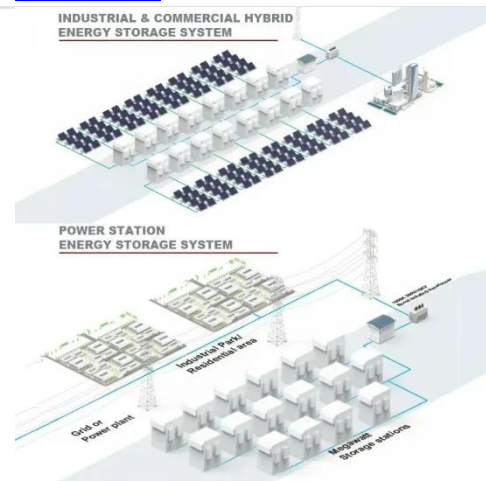 INDUSTRIAL & COMMERCIAL HYBRID
ENERGY STORAGE SYSTEM
POWER STATION
ENERGY STORAGE SYSTEM
Industrial Park/
Residential area
Grid or
Power plant
Megawatt
Storage stations